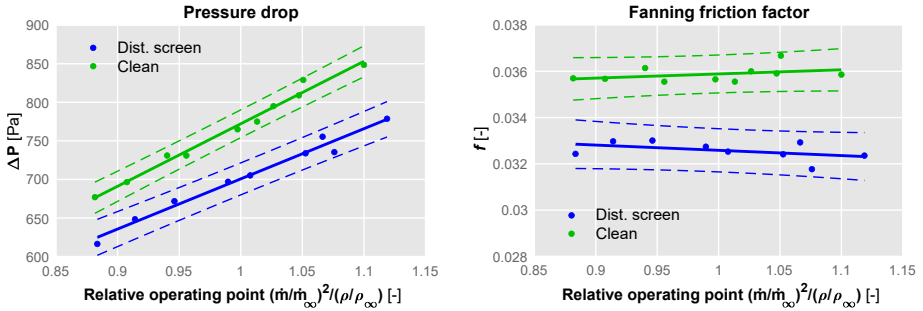 Pressure drop
900
850
800
750
700
650
600
ΔP [Pa]
Dist. screen
Clean
0.85
0.9
0.95
1
1.05
1.1
1.15
Relative operating point (ṁ/ṁ∞)²/(ρ/ρ∞) [-]
Fanning friction factor
0.038
0.036
0.034
0.032
0.03
0.028
f [-]
Dist. screen
Clean
0.85
0.9
0.95
1
1.05
1.1
1.15
Relative operating point (ṁ/ṁ∞)²/(ρ/ρ∞) [-]